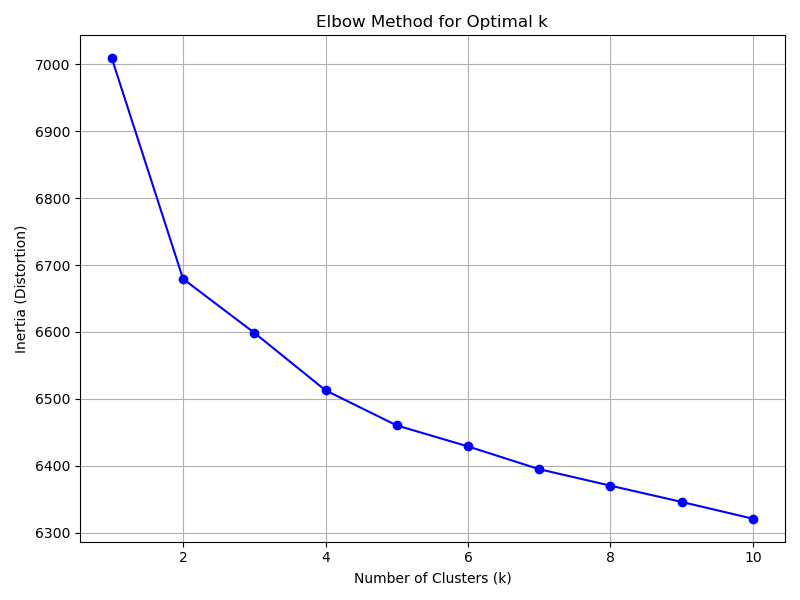 Elbow Method for Optimal k
7000
6900
6800
6700
6600
6500
6400
6300
Inertia (Distortion)
2 4 6 8 10
Number of Clusters (k)